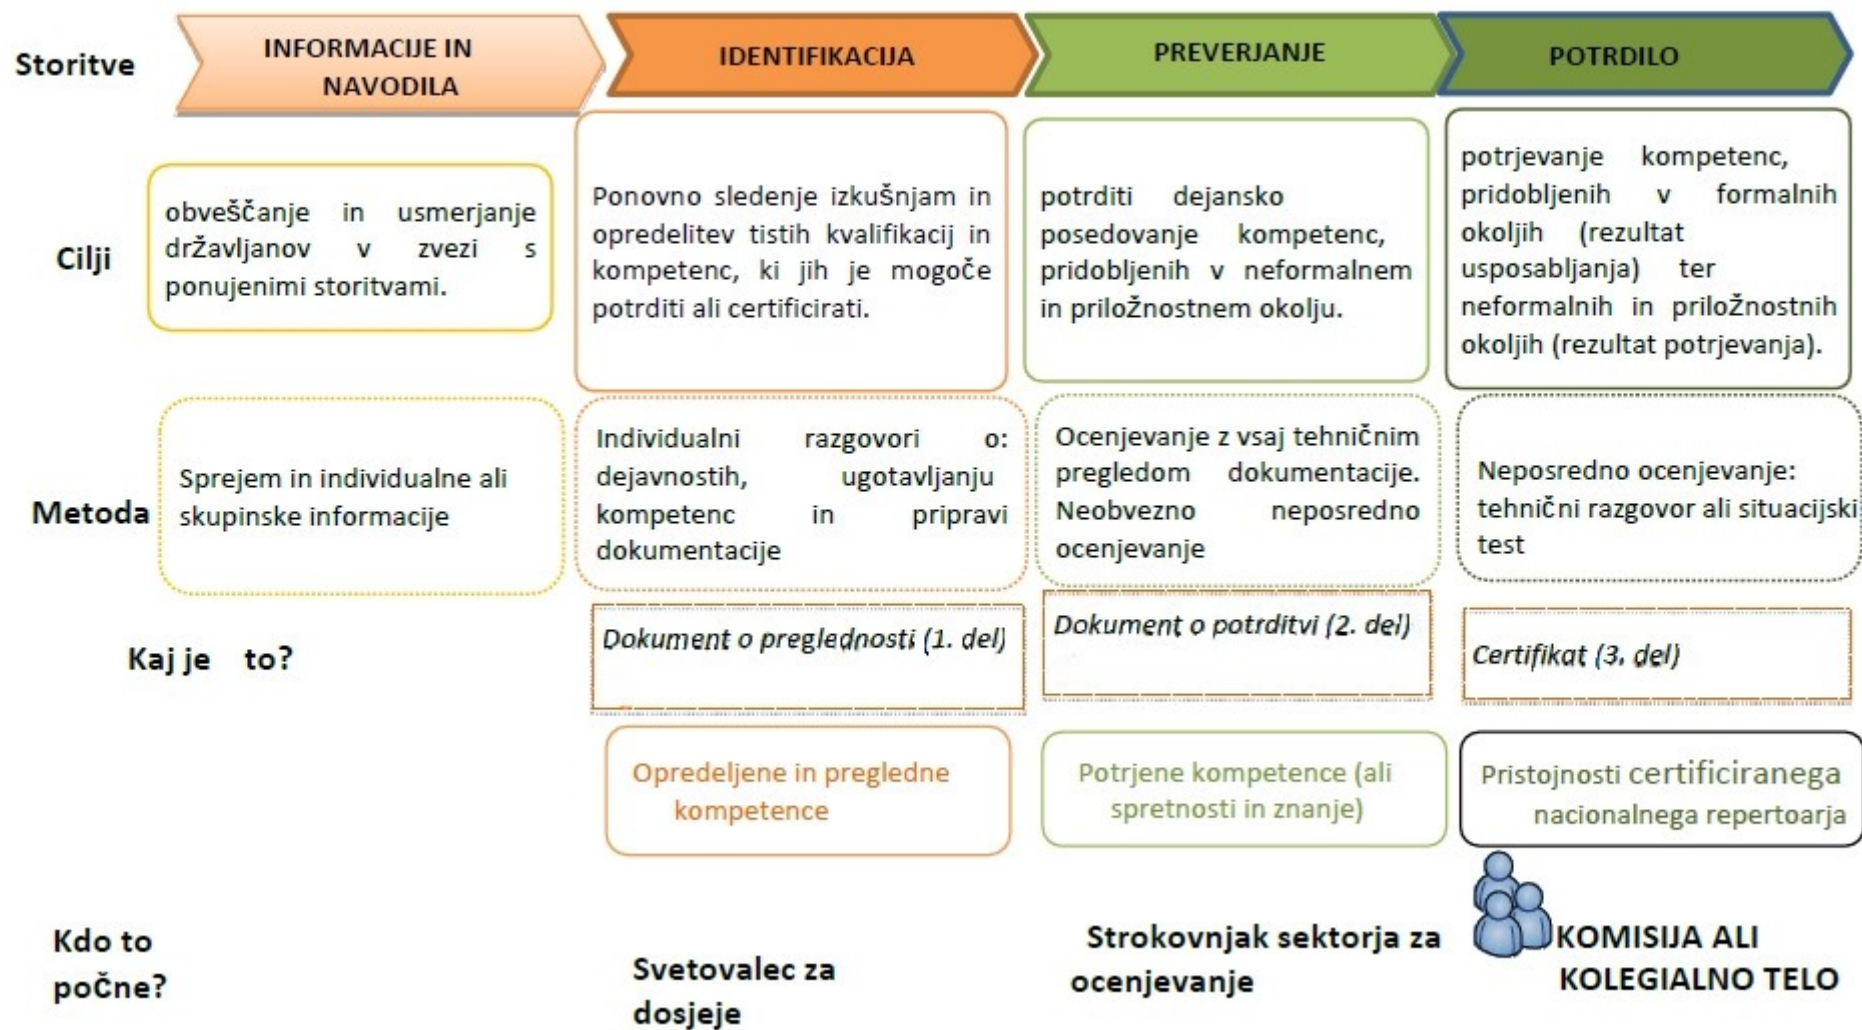 Storitve
INFORMACIJE IN
NAVODILA
IDENTIFIKACIJA
PREVERJANJE
POTRDILO
Cilji
obveščanje in usmerjanje
državljanov v zvezi s
ponujenimi storitvami.
Ponovno sledenje izkušnjam in
opredelitev tistih kvalifikacij in
kompetenc, ki jih je mogoče
potrditi ali certificirati.
potrditi dejansko
posedovanje kompetenc,
pridobljenih v neformalnem
in priložnostnem okolju.
potrjevanje kompetenc,
pridobljenih v formalnih
okoljih (rezultat
usposabljanja) ter
neformalnih in priložnostnih
okoljih (rezultat potrjevanja).
Metoda
Sprejem in individualne ali
skupinske informacije
Individualni razgovori o:
dejavnostih, ugotavljanju
kompetenc in pripravi
dokumentacije
Ocenjevanje z vsaj tehničnim
pregledom dokumentacije.
Neobvezno neposredno
ocenjevanje
Neposredno ocenjevanje:
tehnični razgovor ali situacijski
test
Kaj je to?
Dokument o preglednosti (1. del)
Dokument o potrditvi (2. del)
Certifikat (3. del)
Opredeljene in pregledne
kompetence
Potrjene kompetence (ali
spretnosti in znanje)
Pristojnosti certificiranega
nacionalnega repertoarja
Kdo to
počne?
Svetovalec za
dosjeje
Strokovnjak sektorja za
ocenjevanje
KOMISIJA ALI
KOLEGIALNO TELO